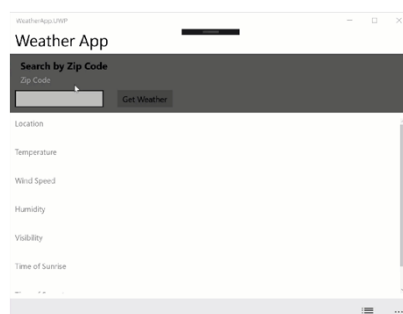 WeatherApp.UWP
Weather App
Search by Zip Code
Zip Code
Get Weather
Location
Temperature
Wind Speed
Humidity
Visibility
Time of Sunrise